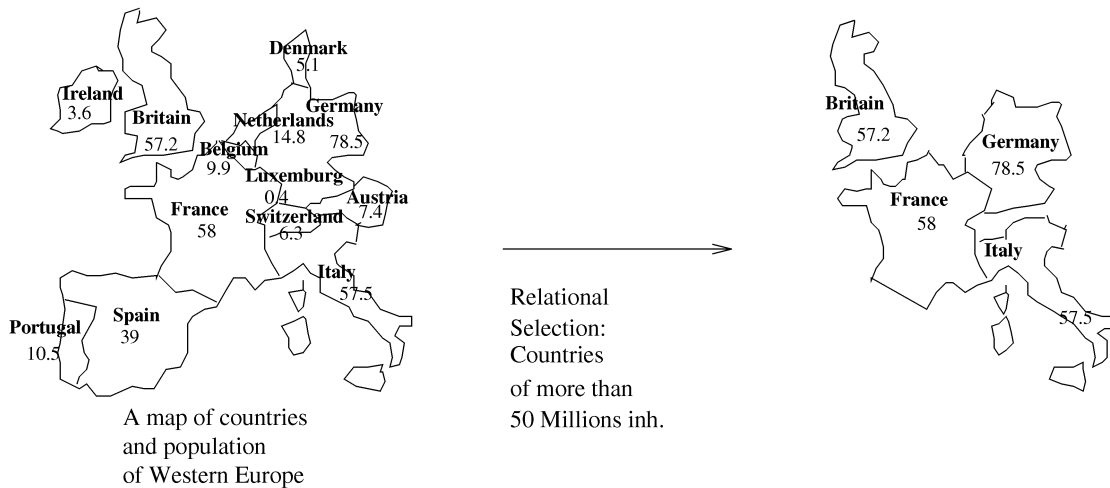 Denmark
5.1
Ireland
3.6
Britain
57.2
Germany
78.5
Netherlands
14.8
Belgium
9.9
Luxemburg
0.4
Austria
7.4
France
58
Switzerland
6.3
Italy
57.5
Spain
39
Portugal
10.5
A map of countries
and population
of Western Europe
Relational
Selection:
Countries
of more than
50 Millions inh.
Britain
57.2
Germany
78.5
France
58
Italy
57.5